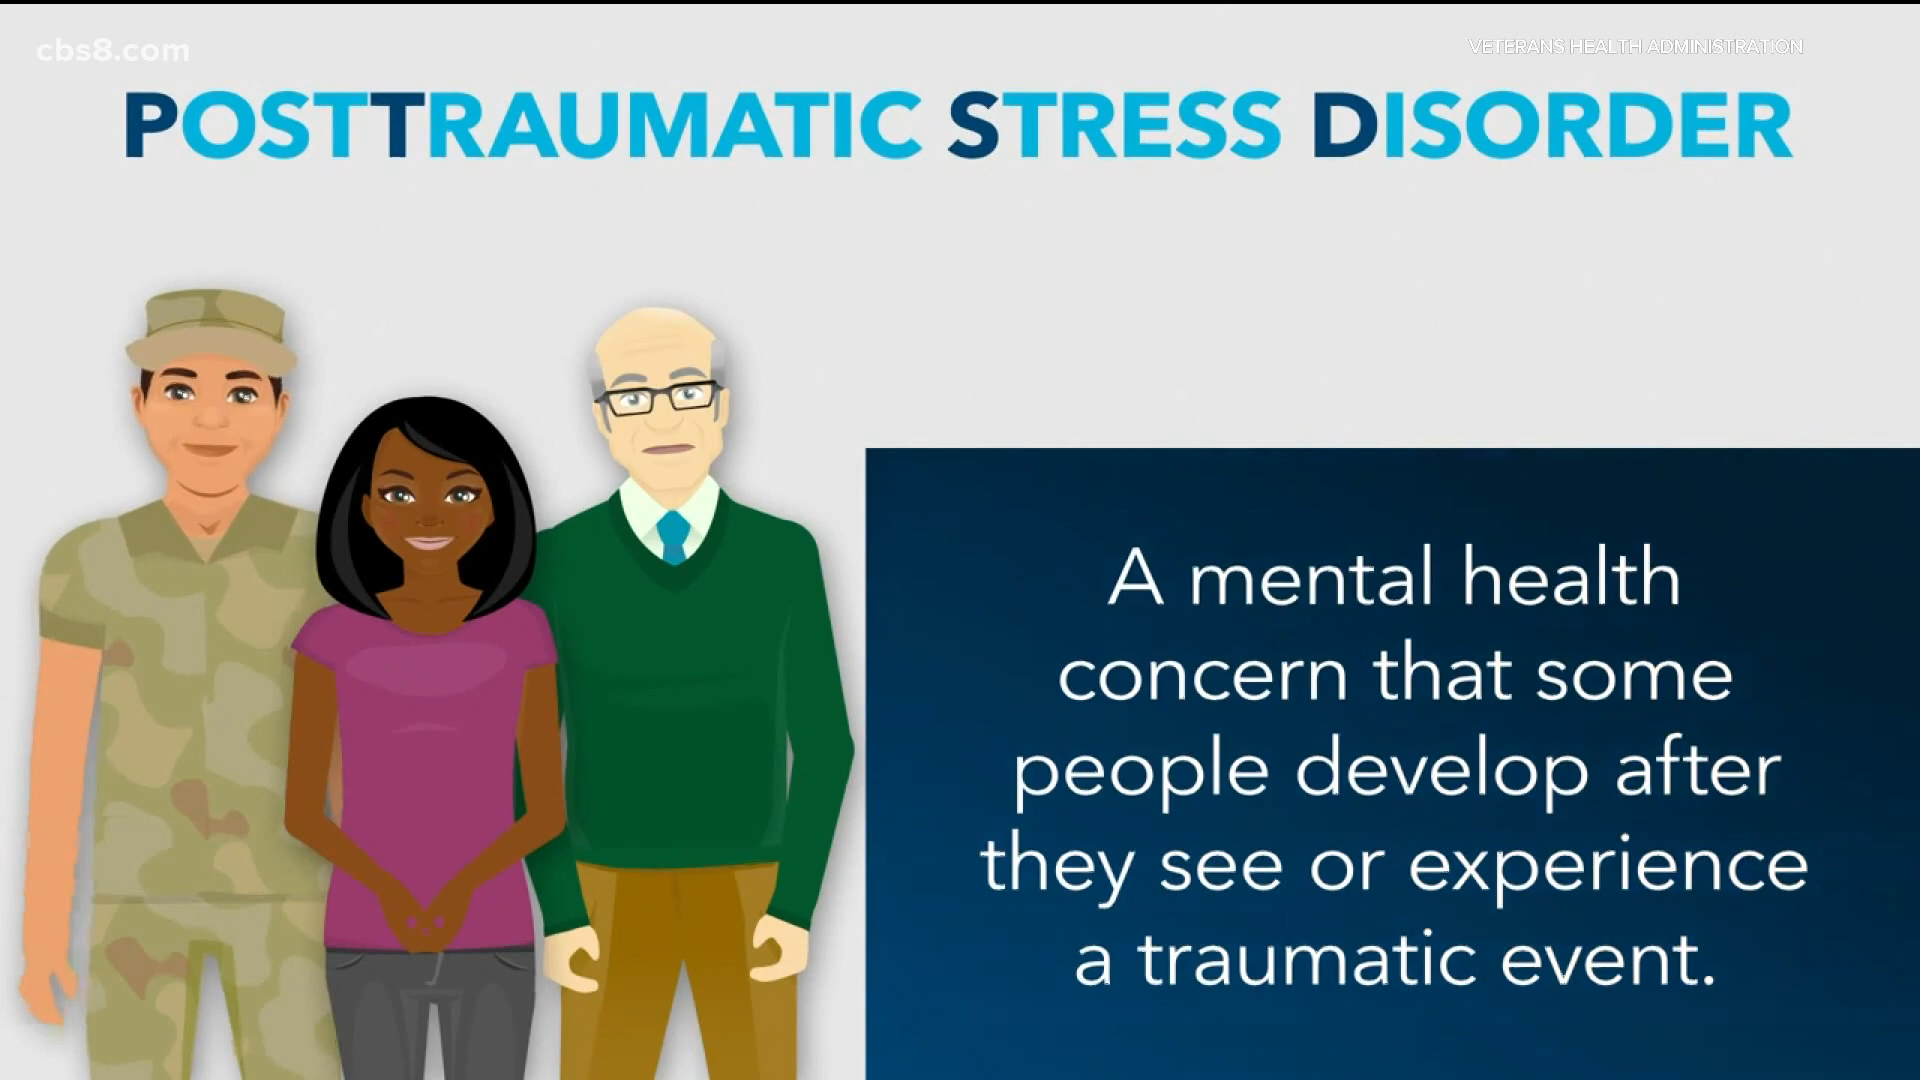 cbs8.com
VETERANS HEALTH ADMINISTRATION
POSTTRAUMATIC STRESS DISORDER
A mental health
concern that some
people develop after
they see or experience
a traumatic event.